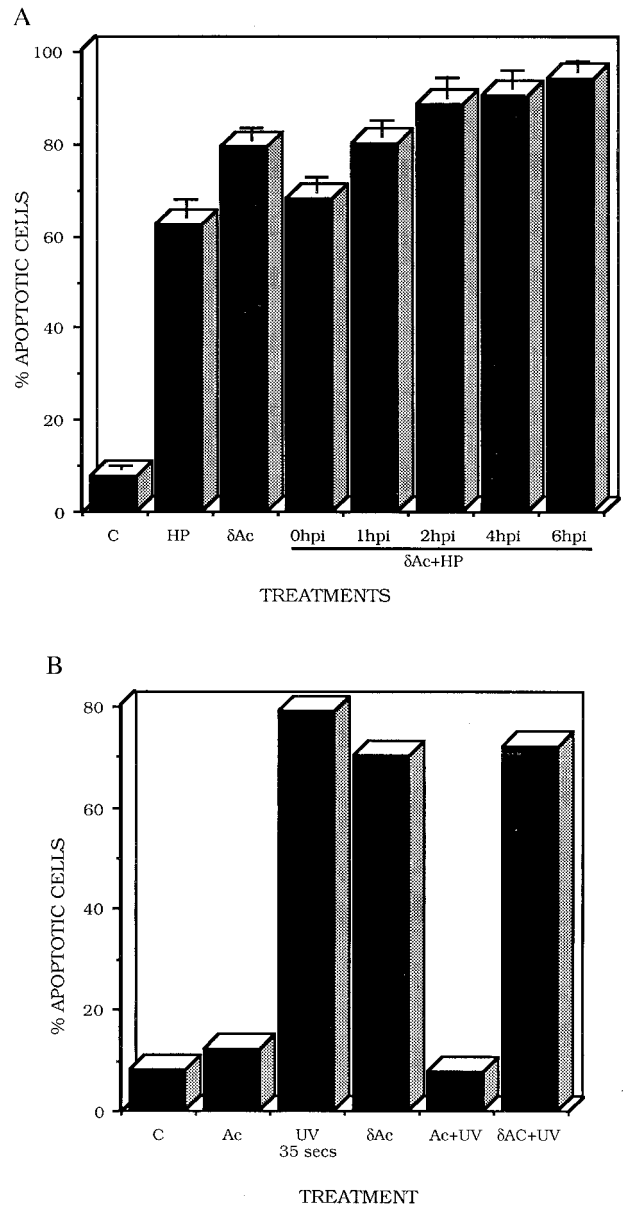 A
100
80
60
40
20
0
% APOPTOTIC CELLS
C HP δAc 0hpi 1hpi 2hpi 4hpi 6hpi
δAc+HP
TREATMENTS
B
80
60
40
20
0
% APOPTOTIC CELLS
C Ac UV δAc Ac+UV δAC+UV
35 secs
TREATMENT